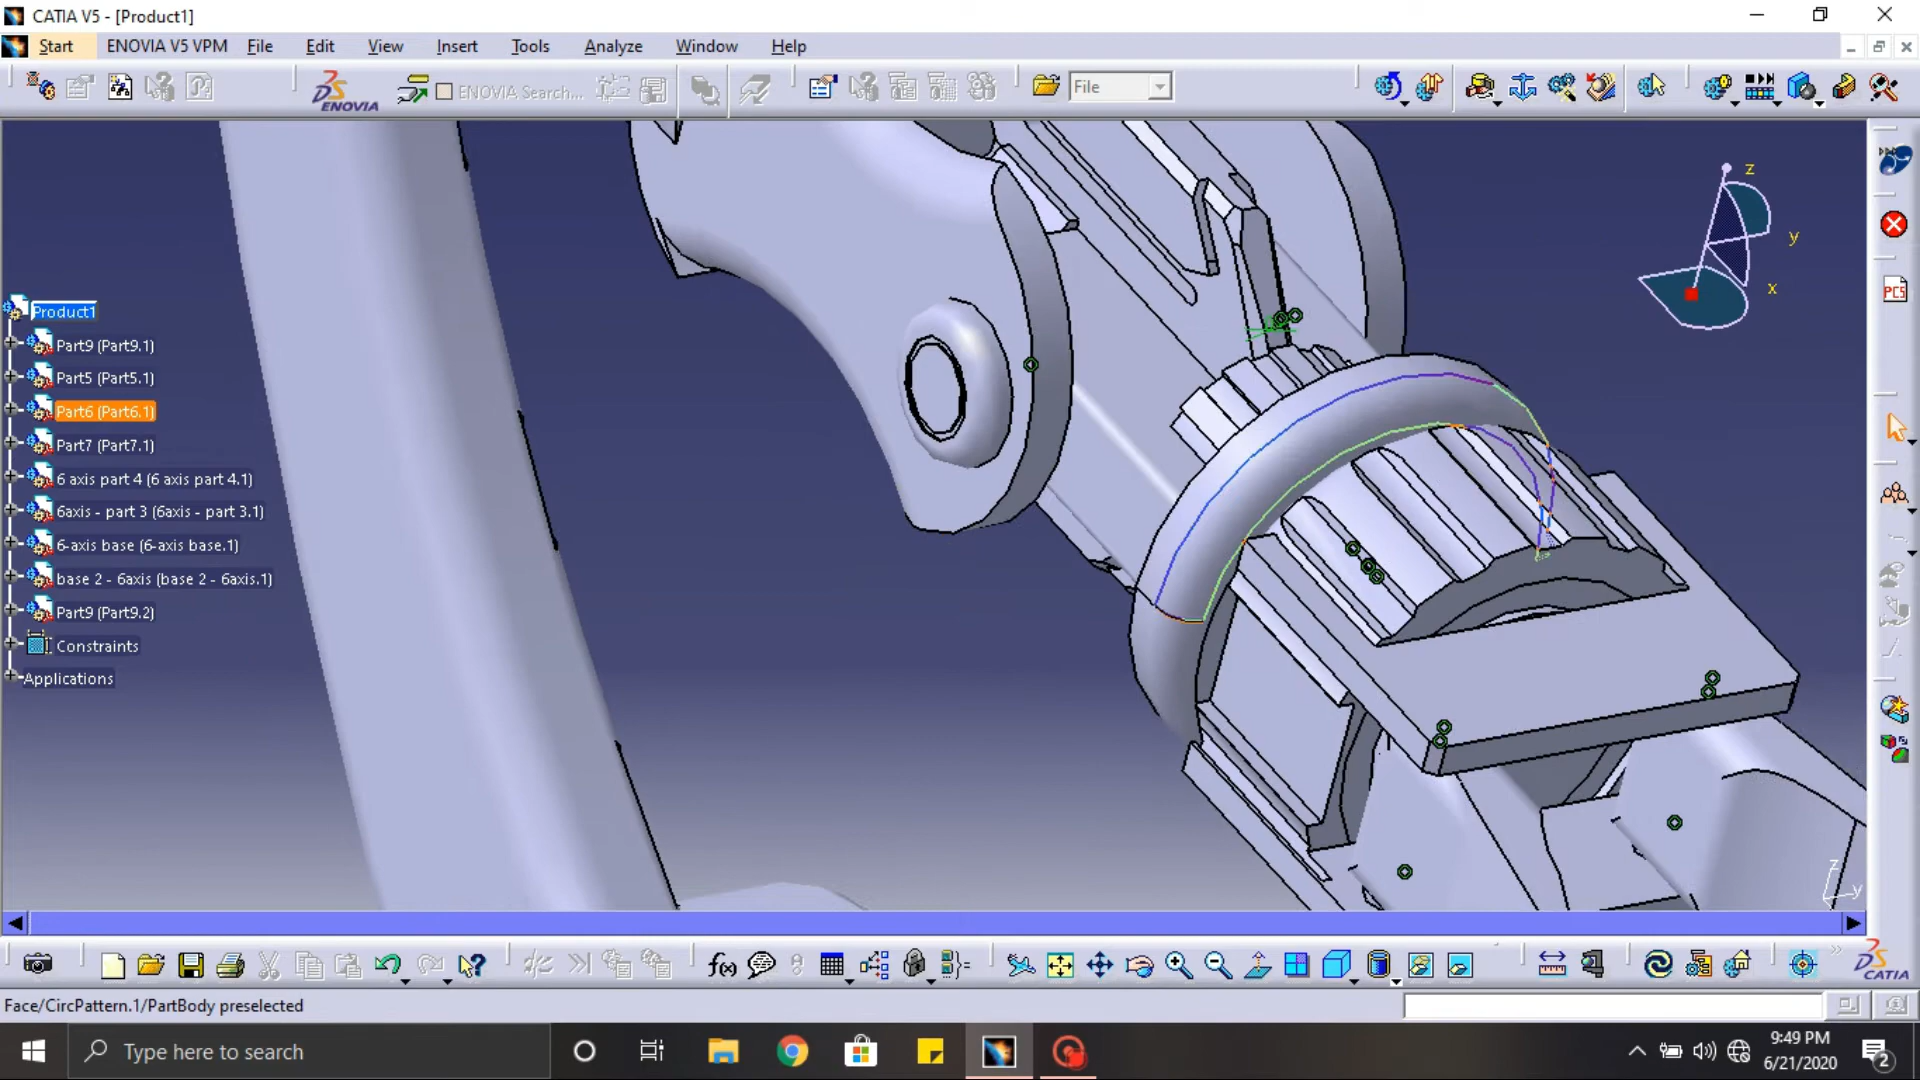 CATIA V5 - [Product1]
Start ENOVIA V5 VPM File Edit View Insert Tools Analyze Window Help
ENOVIA
ENOVIA Search...
File
z
y
x
PCS
Product1
Part9 (Part9.1)
Part5 (Part5.1)
Part6 (Part6.1)
Part7 (Part7.1)
6 axis part 4 (6 axis part 4.1)
6axis - part 3 (6axis - part 3.1)
6-axis base (6-axis base.1)
base 2 - 6axis (base 2 - 6axis.1)
Part9 (Part9.2)
Constraints
Applications
z
y
f(x)
CATIA
Face/CircPattern.1/PartBody preselected
Type here to search
9:49 PM
6/21/2020
2